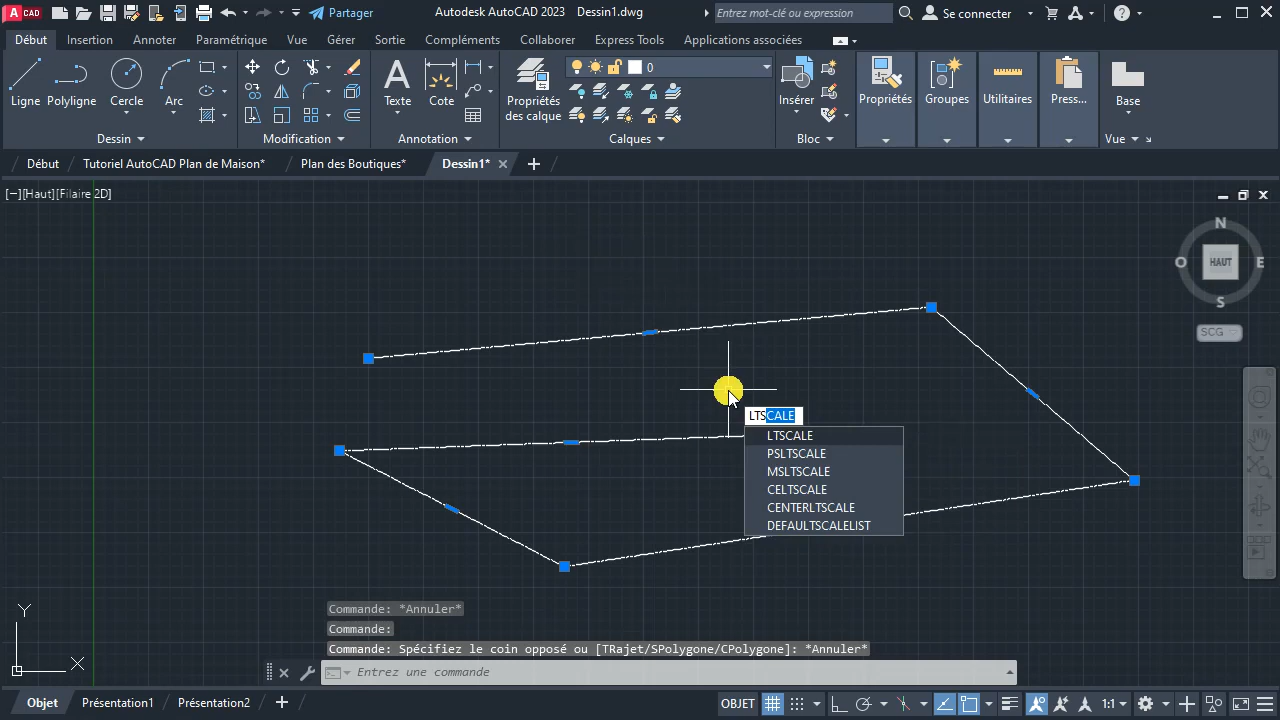 A CAD
Partager
Autodesk AutoCAD 2023 Dessin1.dwg
Entrez mot-clé ou expression
Se connecter
Début Insertion Annoter Paramétrique Vue Gérer Sortie Compléments Collaborer Express Tools Applications associées
Ligne Polyligne Cercle Arc
Texte Cote
Propriétés des calque
0
Insérer
Propriétés
Groupes
Utilitaires
Press...
Base
Dessin Modification Annotation Calques Bloc Vue
Début Tutoriel AutoCAD Plan de Maison* Plan des Boutiques* Dessin1*
[−][Haut][Filaire 2D]
N
O HAUT E
S
SCG
LTSCALE
LTSCALE
PSLTSCALE
MSLTSCALE
CELTSCALE
CENTERLTSCALE
DEFAULTSCALELIST
Y
X
Commande: *Annuler*
Commande:
Commande: Spécifiez le coin opposé ou [TRajet/SPolygone/CPolygone]: *Annuler*
Entrez une commande
Objet Présentation1 Présentation2
OBJET
1:1